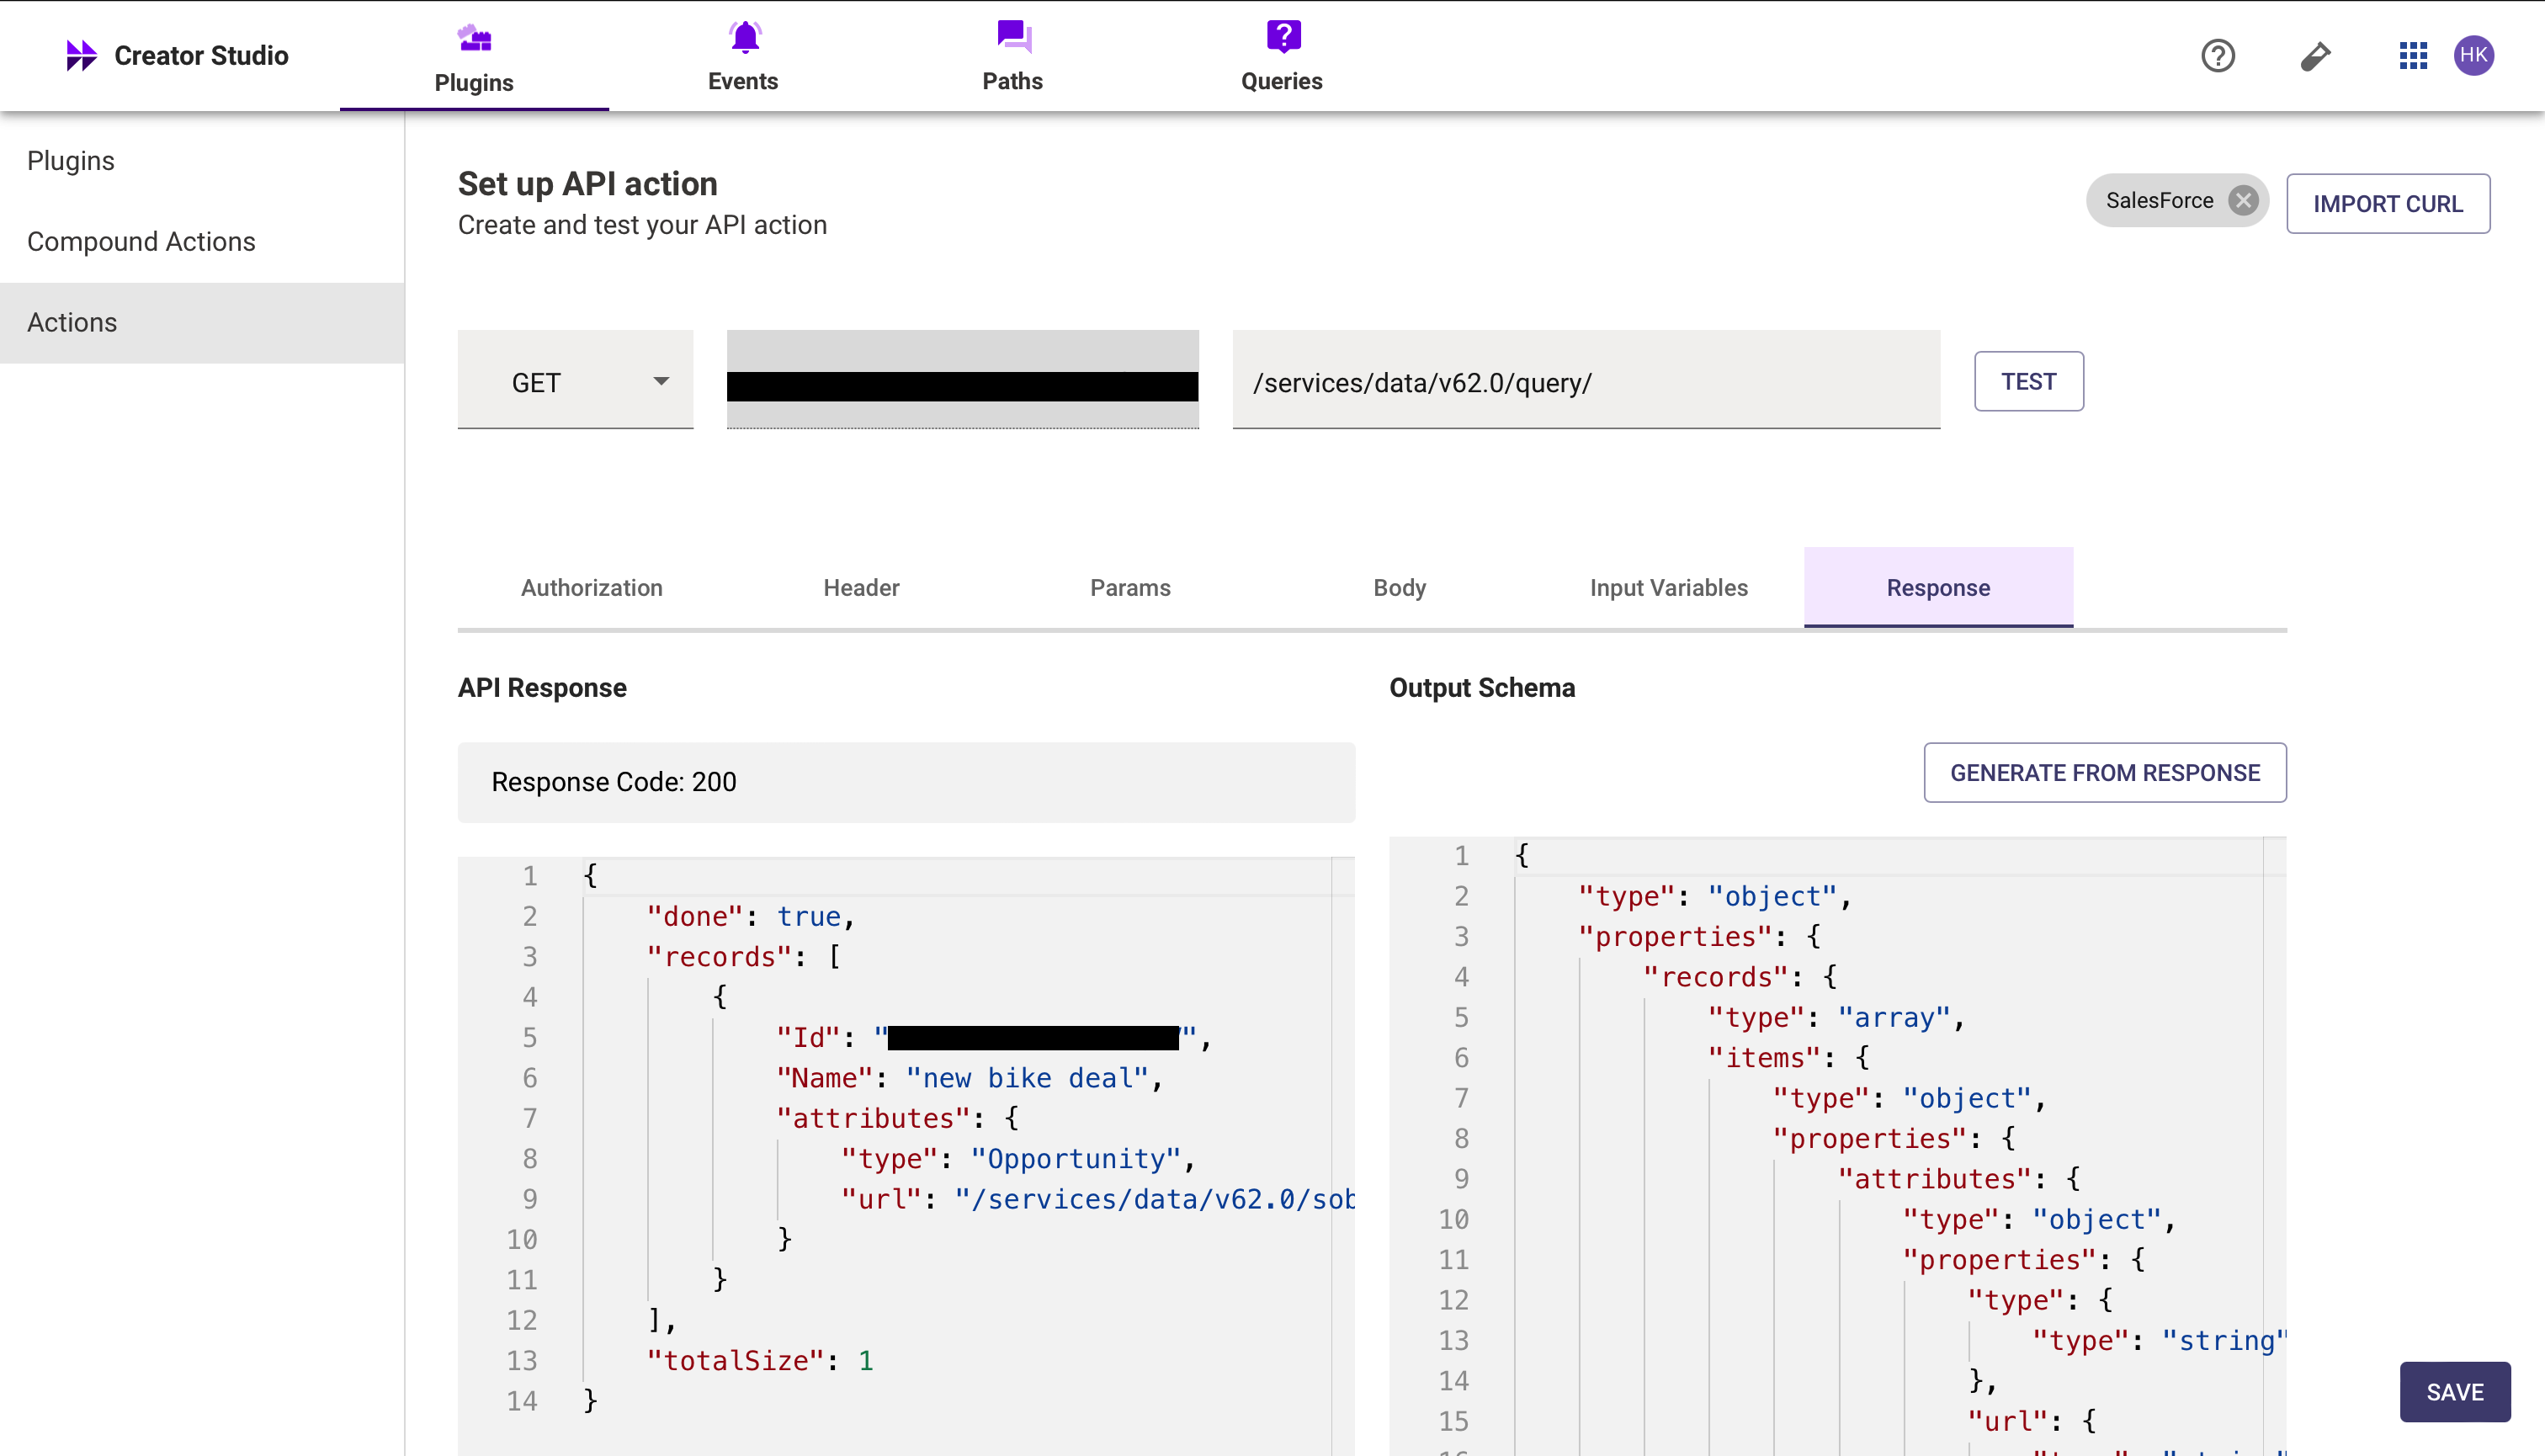 Creator Studio
Plugins
Events
Paths
Queries
HK
Plugins
Compound Actions
Actions
Set up API action
Create and test your API action
SalesForce
IMPORT CURL
GET
/services/data/v62.0/query/
TEST
Authorization
Header
Params
Body
Input Variables
Response
API Response
Response Code: 200
1 {
2 "done": true,
3 "records": [
4 {
5 "Id": "",
6 "Name": "new bike deal",
7 "attributes": {
8 "type": "Opportunity",
9 "url": "/services/data/v62.0/sob
10 }
11 }
12 ],
13 "totalSize": 1
14 }
Output Schema
GENERATE FROM RESPONSE
1 {
2 "type": "object",
3 "properties": {
4 "records": {
5 "type": "array",
6 "items": {
7 "type": "object",
8 "properties": {
9 "attributes": {
10 "type": "object",
11 "properties": {
12 "type": {
13 "type": "string"
14 },
15 "url": {
SAVE